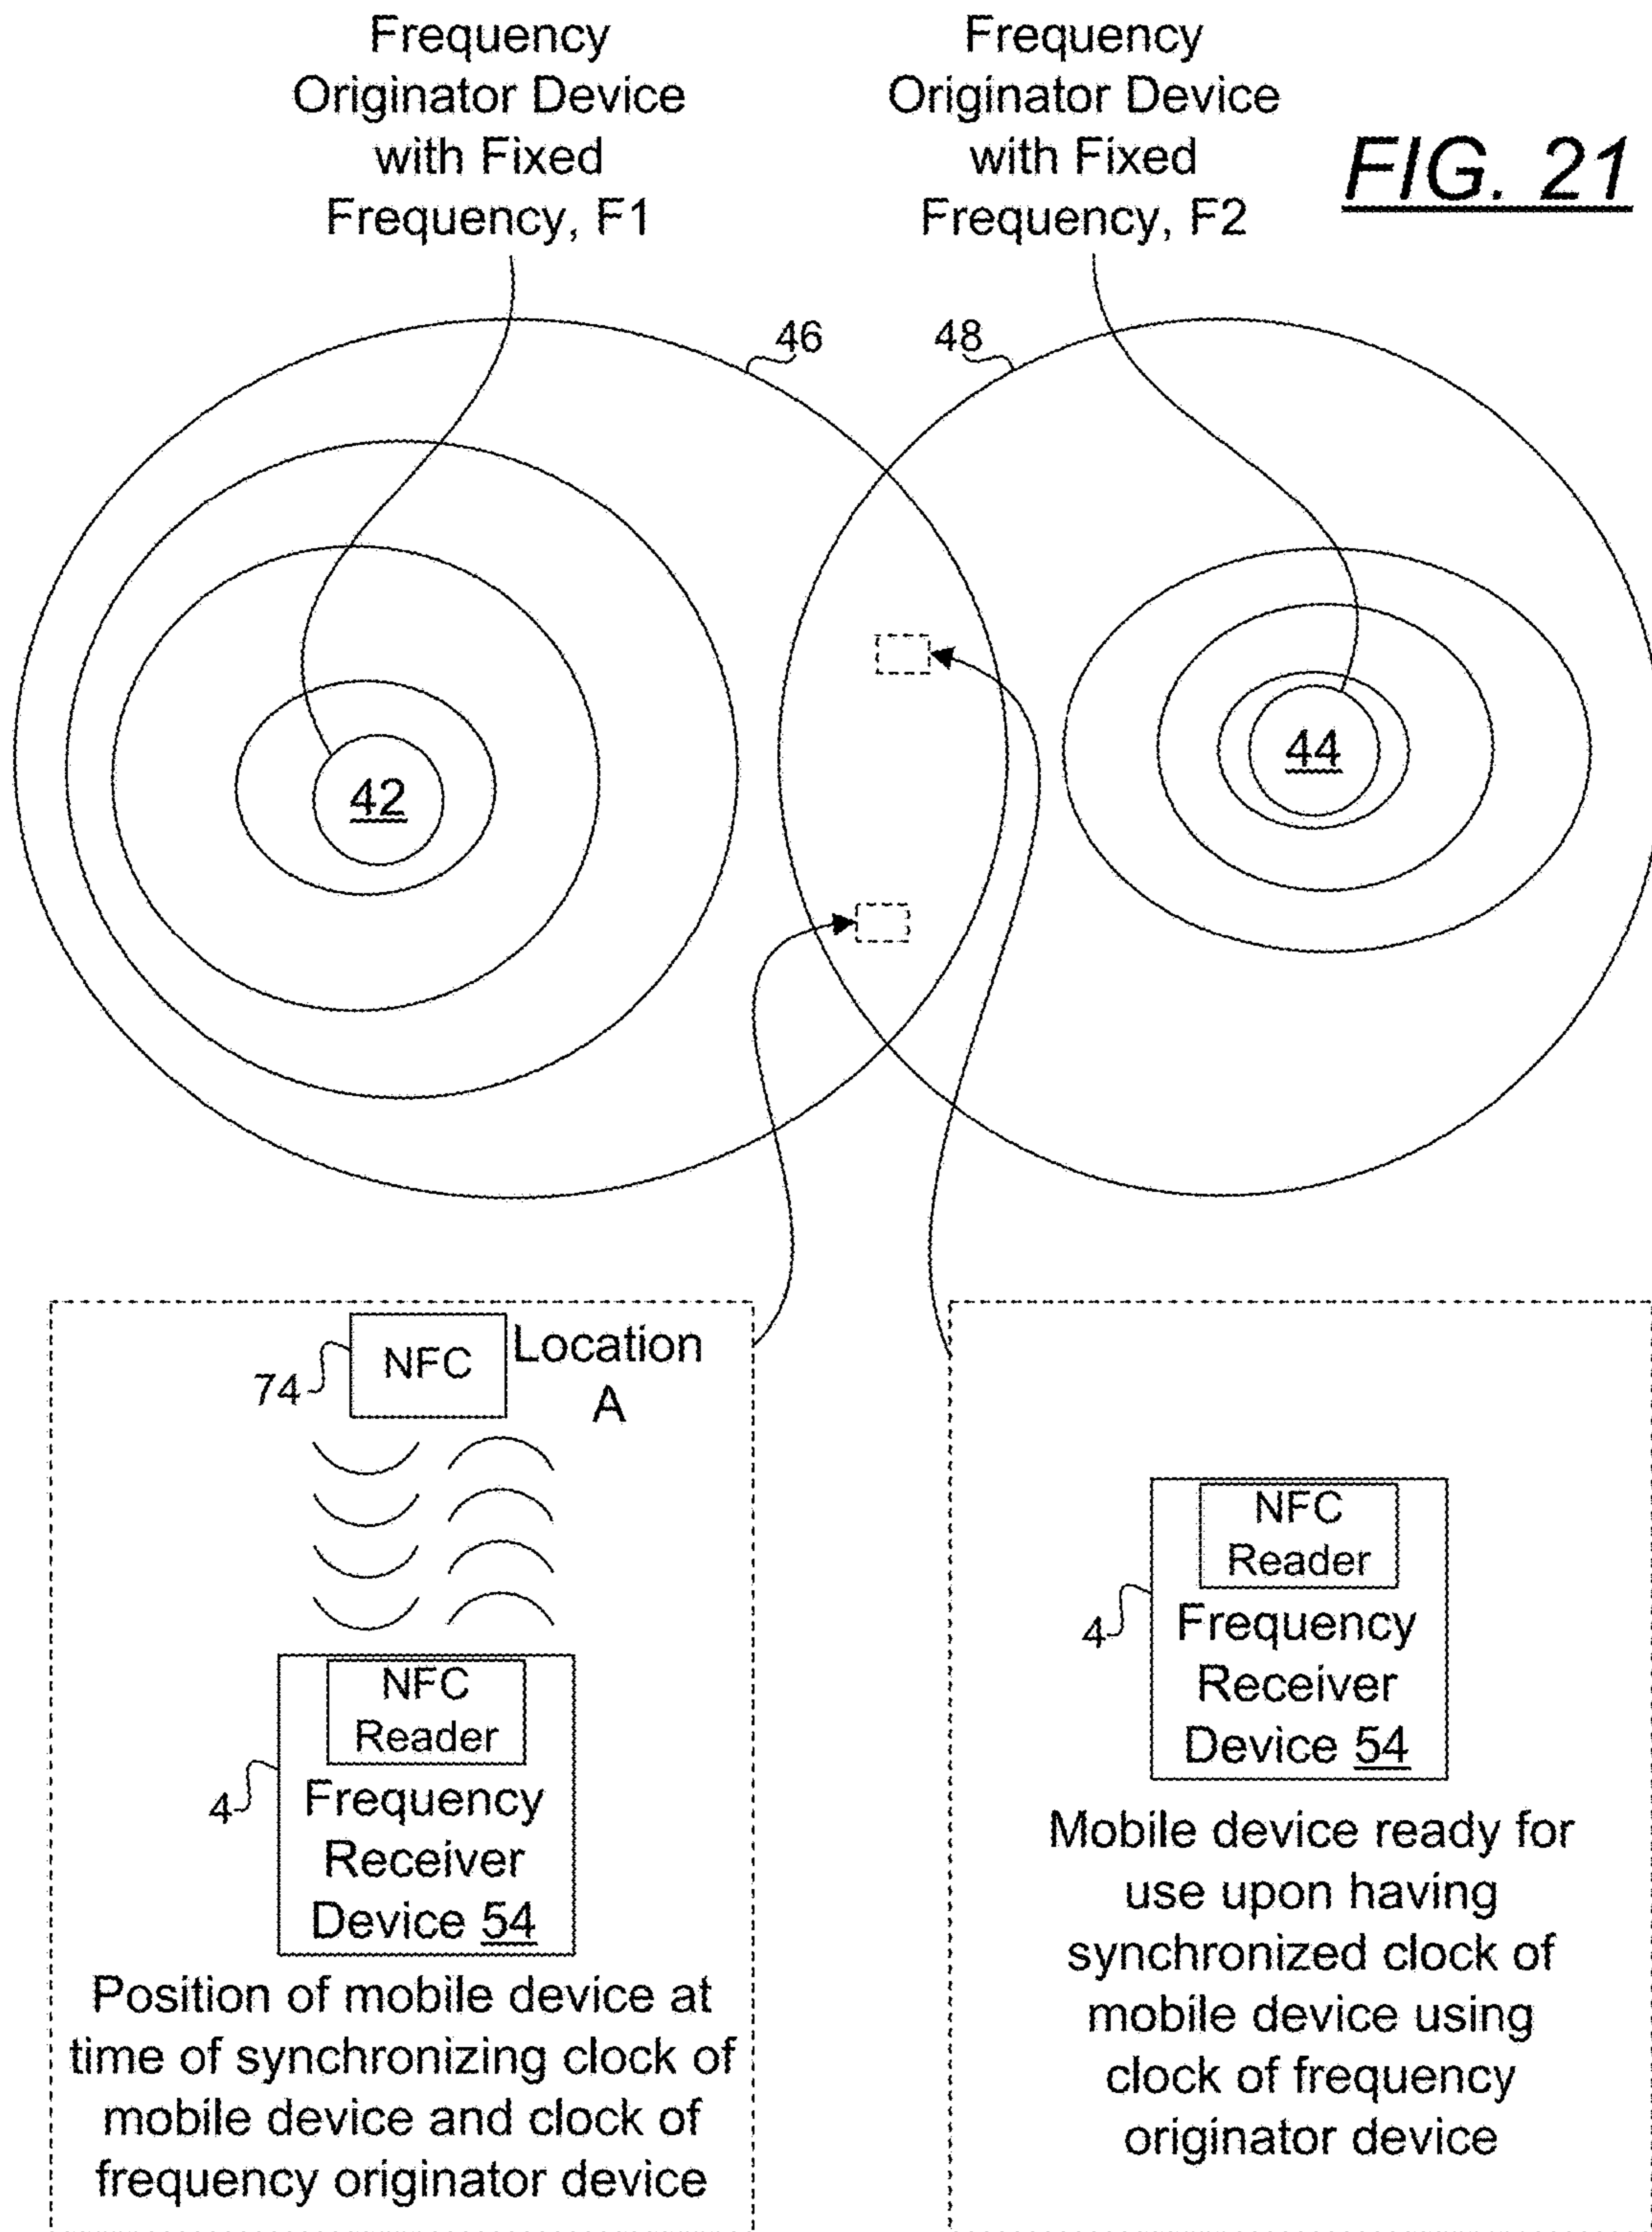 Frequency
Originator Device
with Fixed
Frequency, F1
Frequency
Originator Device
with Fixed
Frequency, F2
FIG. 21
46
48
42
44
NFC
Location
A
74
NFC
Reader
4
Frequency
Receiver
Device 54
Position of mobile device at
time of synchronizing clock of
mobile device and clock of
frequency originator device
NFC
Reader
4
Frequency
Receiver
Device 54
Mobile device ready for
use upon having
synchronized clock of
mobile device using
clock of frequency
originator device